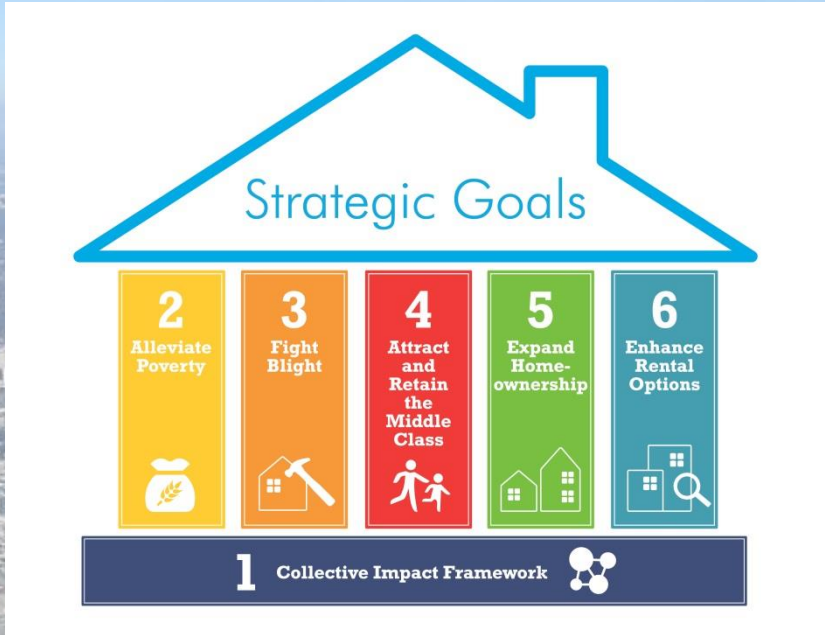 Strategic Goals
2
Alleviate
Poverty
3
Fight
Blight
4
Attract
and
Retain
the
Middle
Class
5
Expand
Home-
ownership
6
Enhance
Rental
Options
1 Collective Impact Framework